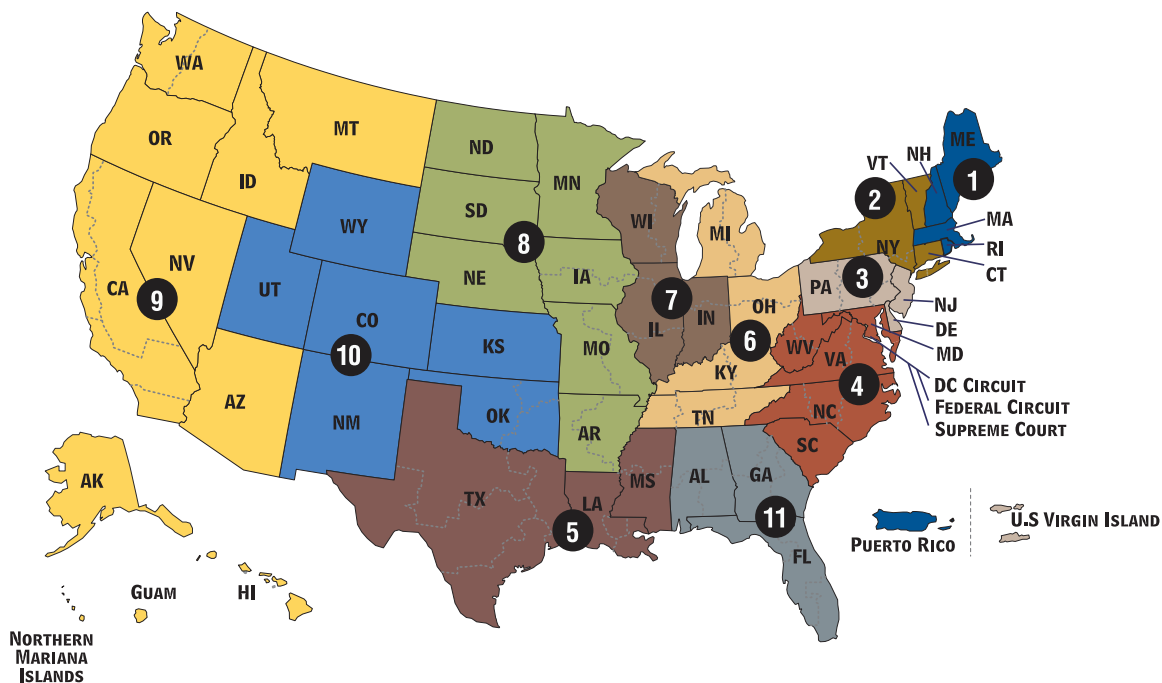 WA
OR
MT
ID
ND
MN
SD
WY
NE
NV
CA
9
UT
CO
10
AZ
NM
8
IA
KS
MO
OK
AR
WI
MI
7
IL
IN
OH
6
KY
TN
TX
LA
5
MS
AL
GA
11
FL
ME
NH
VT
1
2
MA
NY
RI
CT
PA
3
NJ
DE
WV
MD
VA
4
NC
SC
DC CIRCUIT
FEDERAL CIRCUIT
SUPREME COURT
PUERTO RICO
U.S VIRGIN ISLAND
AK
GUAM
HI
NORTHERN
MARIANA
ISLANDS